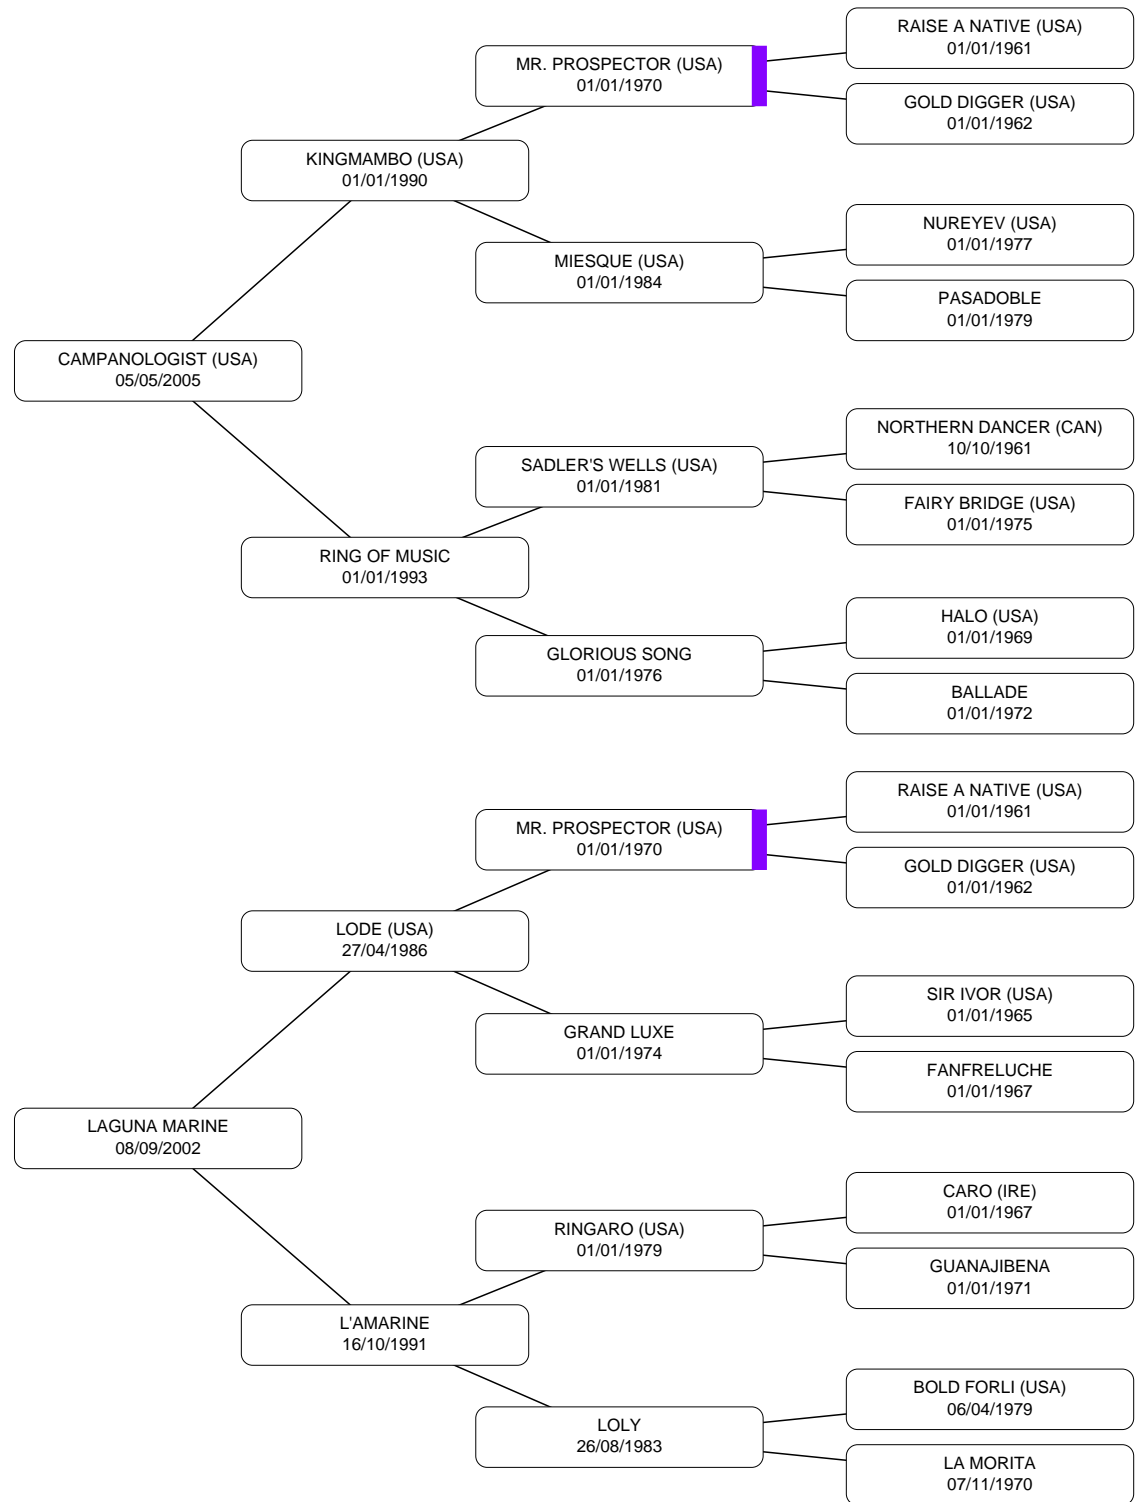 RAISE A NATIVE (USA)
01/01/1961
MR. PROSPECTOR (USA)
01/01/1970
GOLD DIGGER (USA)
01/01/1962
KINGMAMBO (USA)
01/01/1990
NUREYEV (USA)
01/01/1977
MIESQUE (USA)
01/01/1984
PASADOBLE
01/01/1979
CAMPANOLOGIST (USA)
05/05/2005
NORTHERN DANCER (CAN)
10/10/1961
SADLER'S WELLS (USA)
01/01/1981
FAIRY BRIDGE (USA)
01/01/1975
RING OF MUSIC
01/01/1993
HALO (USA)
01/01/1969
GLORIOUS SONG
01/01/1976
BALLADE
01/01/1972
RAISE A NATIVE (USA)
01/01/1961
MR. PROSPECTOR (USA)
01/01/1970
GOLD DIGGER (USA)
01/01/1962
LODE (USA)
27/04/1986
SIR IVOR (USA)
01/01/1965
GRAND LUXE
01/01/1974
FANFRELUCHE
01/01/1967
LAGUNA MARINE
08/09/2002
CARO (IRE)
01/01/1967
RINGARO (USA)
01/01/1979
GUANAJIBENA
01/01/1971
L'AMARINE
16/10/1991
BOLD FORLI (USA)
06/04/1979
LOLY
26/08/1983
LA MORITA
07/11/1970